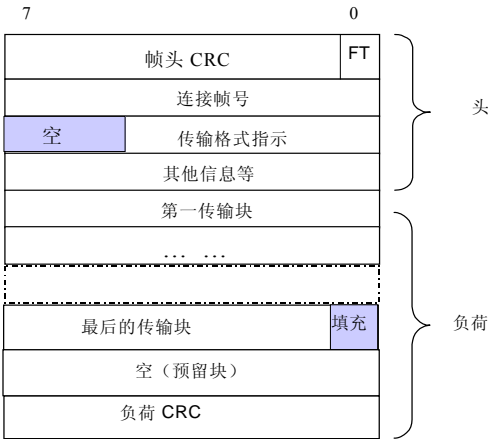 7 0
帧头 CRC FT
连接帧号
空 传输格式指示
其他信息等
头
第一传输块
… …
最后的传输块 填充
负荷
空（预留块）
负荷 CRC